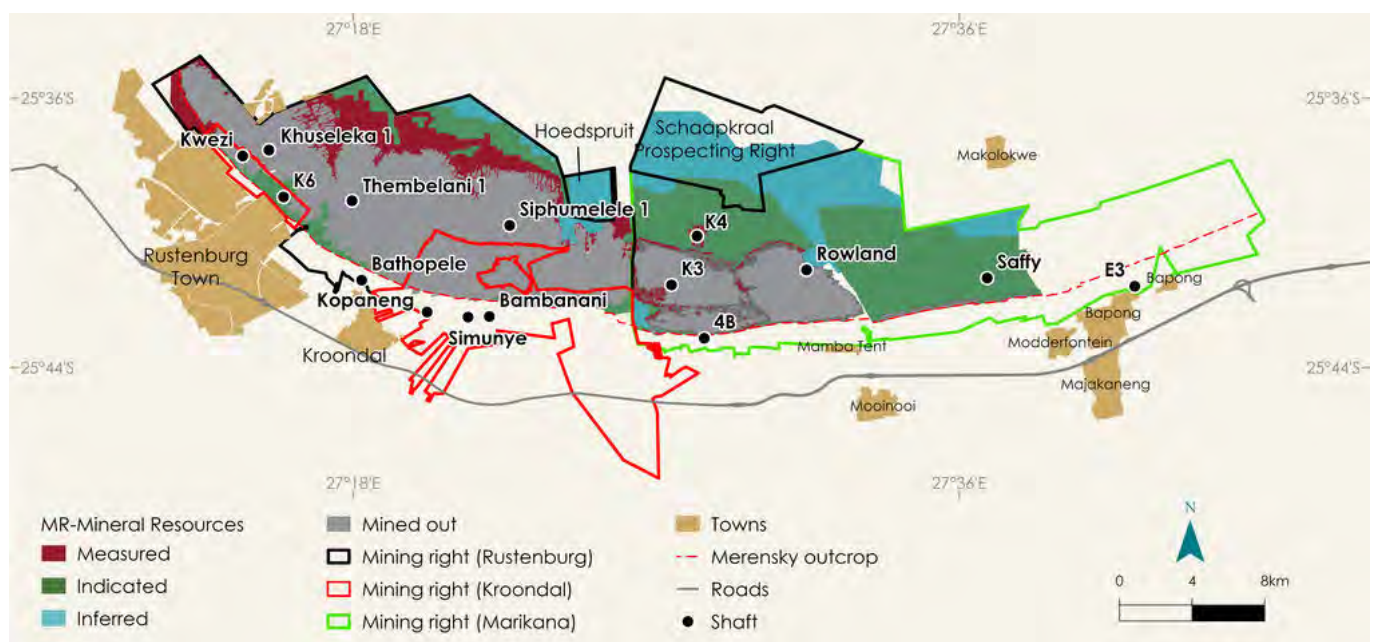 27°18'E
27°36'E
25°36'S
25°36'S
Hoedspruit
Schaapkraal
Prospecting Right
Makolokwe
Kwezi
Khuseleka 1
K6
Thembelani 1
Siphumelele 1
K4
Rustenburg
Town
Bathopele
K3
Rowland
Saffy
E3
Bapong
Kopaneng
Bambanani
Bapong
Simunye
4B
Kroondal
Mamba Tent
Modderfontein
25°44'S
25°44'S
Majakaneng
Mooinooi
27°18'E
27°36'E
MR-Mineral Resources
Measured
Indicated
Inferred
Mined out
Mining right (Rustenburg)
Mining right (Kroondal)
Mining right (Marikana)
Towns
Merensky outcrop
Roads
Shaft
N
0 4 8km